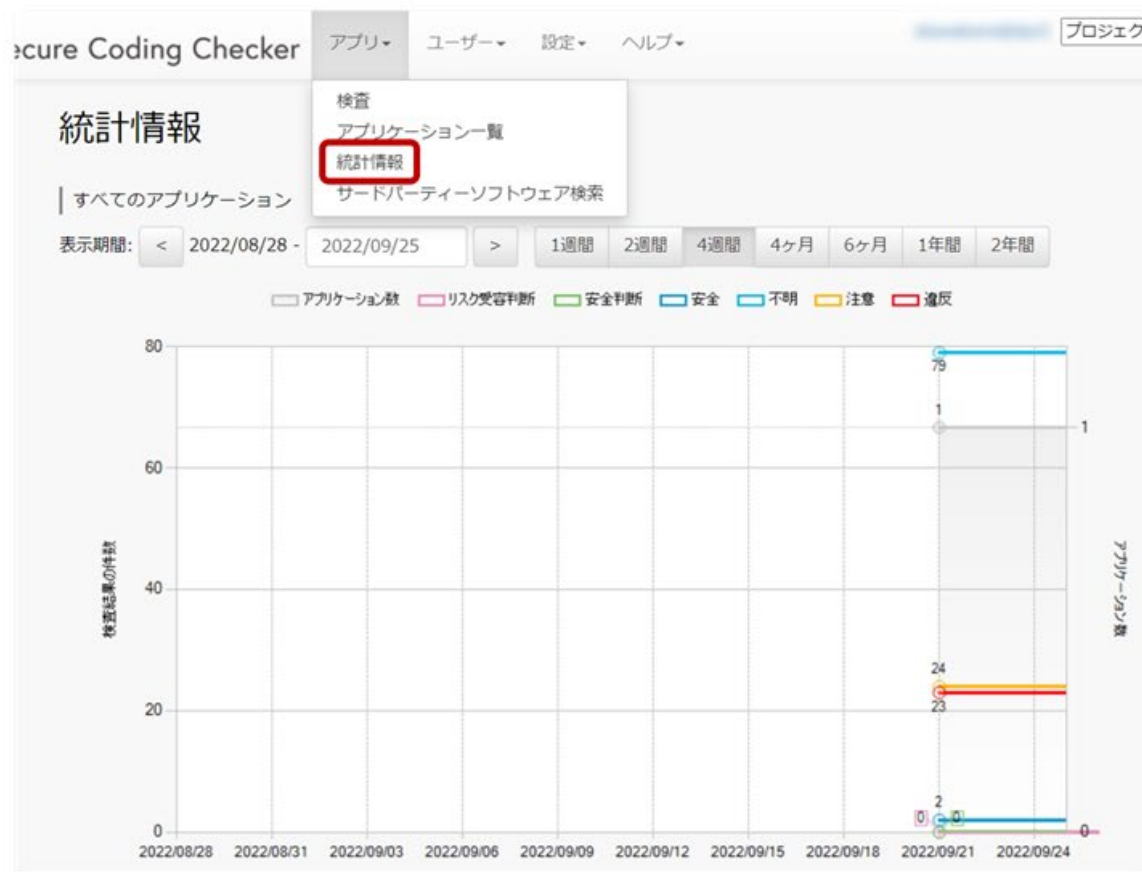 ecure Coding Checker アプリ ユーザー 設定 ヘルプ プロジェク
検査
統計情報
アプリケーション一覧
統計情報
サードパーティーソフトウェア検索
すべてのアプリケーション
表示期間: < 2022/08/28 - 2022/09/25 > 1週間 2週間 4週間 4ヶ月 6ヶ月 1年間 2年間
アプリケーション数 リスク受容判断 安全判断 安全 不明 注意 違反
80
79
1
1
60
検査結果の件数
アプリケーション数
40
24
23
20
2
0 0
0
0
2022/08/28 2022/08/31 2022/09/03 2022/09/06 2022/09/09 2022/09/12 2022/09/15 2022/09/18 2022/09/21 2022/09/24